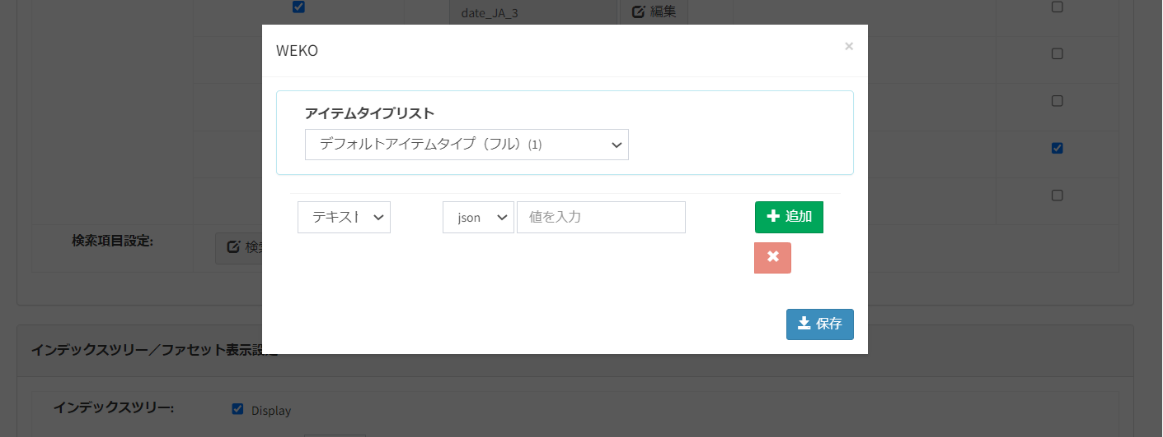 date_JA_3
編集
WEKO
×
アイテムタイプリスト
デフォルトアイテムタイプ（フル）(1)
テキスト
json
値を入力
追加
検索項目設定:
保存
インデックスツリー／ファセット表示設
インデックスツリー:
Display